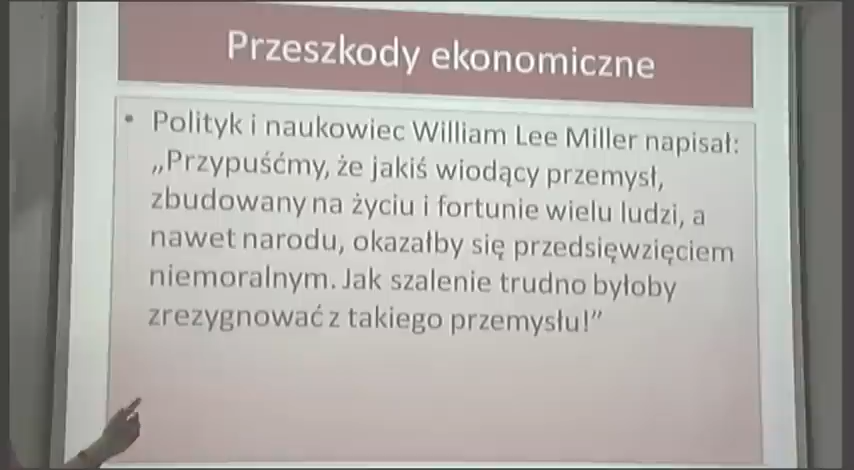 Przeszkody ekonomiczne
• Polityk i naukowiec William Lee Miller napisał:
„Przypuśćmy, że jakiś wiodący przemysł,
zbudowany na życiu i fortunie wielu ludzi, a
nawet narodu, okazałby się przedsięwzięciem
niemoralnym. Jak szalenie trudno byłoby
zrezygnować z takiego przemysłu!”